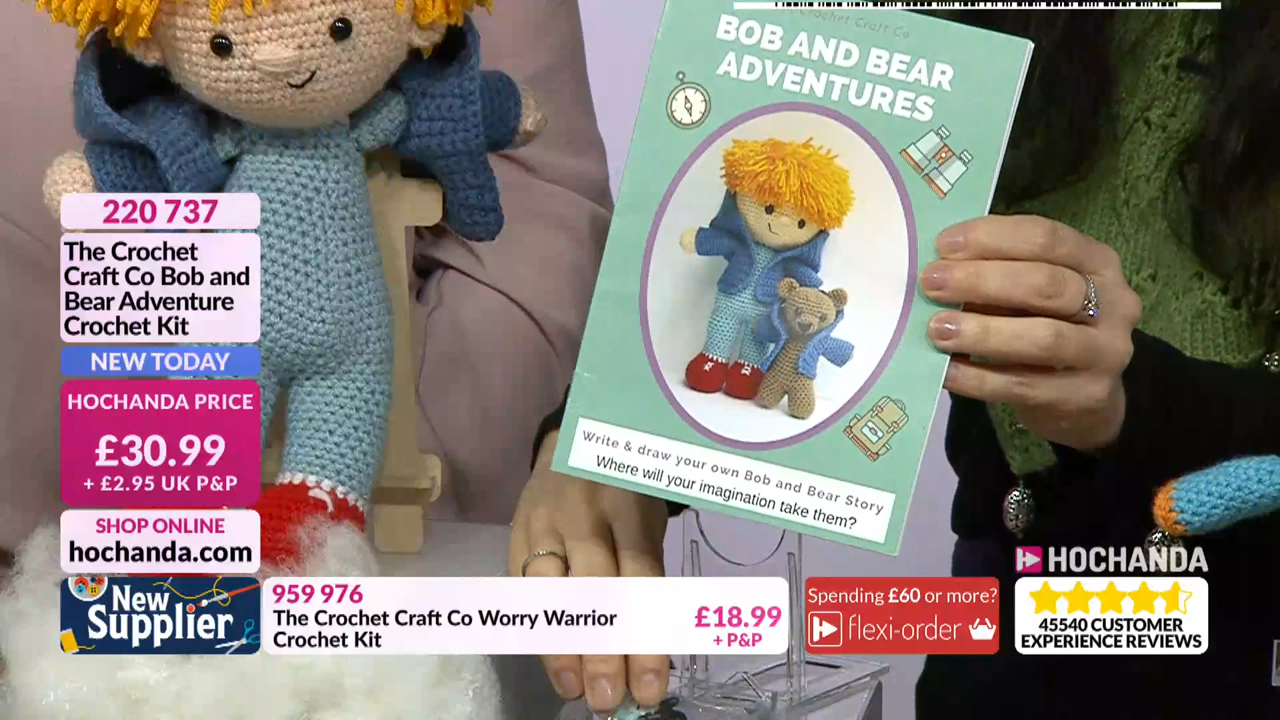 The Crochet Craft Co
BOB AND BEAR
ADVENTURES
Write & draw your own Bob and Bear Story
Where will your imagination take them?
220 737
The Crochet
Craft Co Bob and
Bear Adventure
Crochet Kit
NEW TODAY
HOCHANDA PRICE
£30.99
+ £2.95 UK P&P
SHOP ONLINE
hochanda.com
New
Supplier
959 976
The Crochet Craft Co Worry Warrior
Crochet Kit
£18.99
+ P&P
Spending £60 or more?
flexi-order
HOCHANDA
45540 CUSTOMER
EXPERIENCE REVIEWS